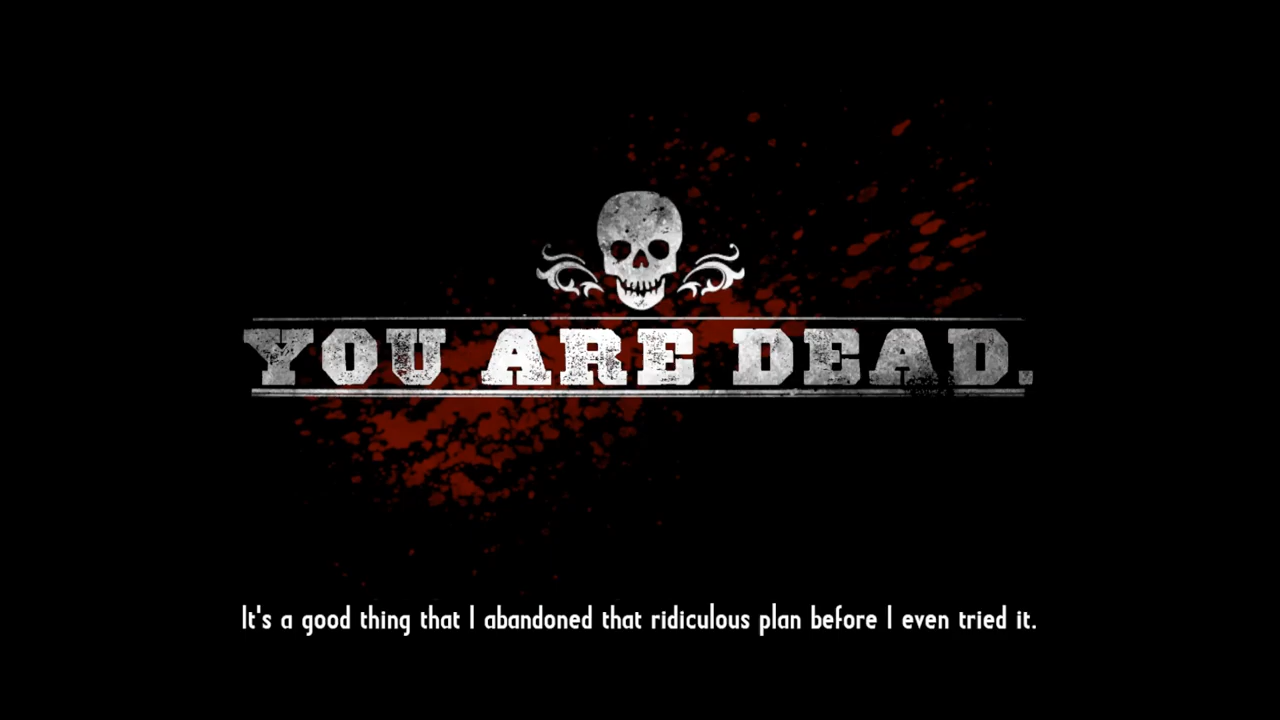 YOU ARE DEAD.
It's a good thing that I abandoned that ridiculous plan before I even tried it.